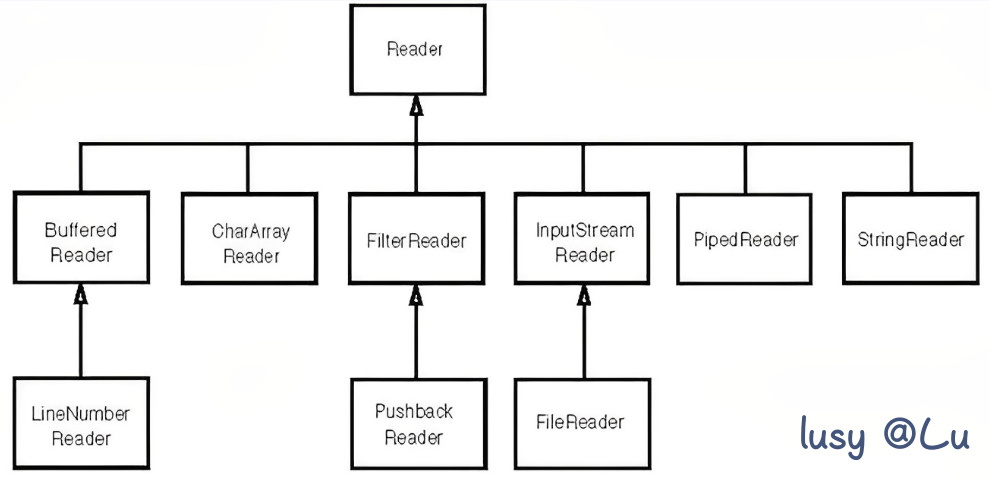 Reader
Buffered
Reader
CharArray
Reader
FilterReader
InputStream
Reader
PipedReader
StringReader
LineNumber
Reader
Pushback
Reader
FileReader
lusy @Lu